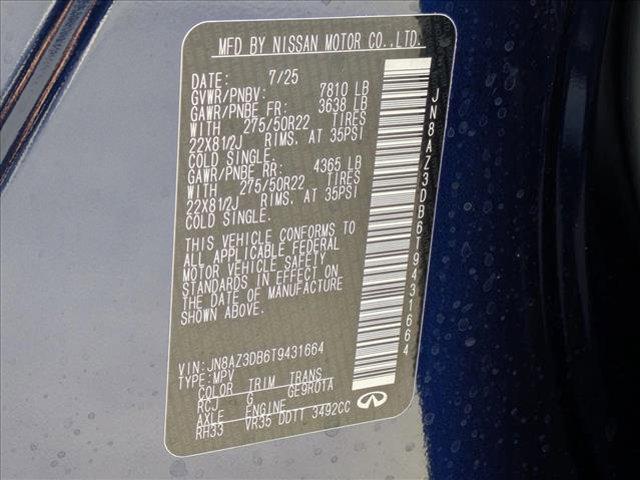 MFD BY NISSAN MOTOR CO.,LTD.
DATE: 7/25
GVWR/PNBV: 7810 LB
GAWR/PNBE FR: 3638 LB
WITH 275/50R22 TIRES
22X81/2J RIMS, AT 35PSI
COLD SINGLE.
GAWR/PNBE RR: 4365 LB
WITH 275/50R22 TIRES
22X81/2J RIMS, AT 35PSI
COLD SINGLE.
THIS VEHICLE CONFORMS TO
ALL APPLICABLE FEDERAL
MOTOR VEHICLE SAFETY
STANDARDS IN EFFECT ON
THE DATE OF MANUFACTURE
SHOWN ABOVE.
VIN: JN8AZ3DB6T9431664
TYPE: MPV
COLOR TRIM TRANS
RCJ G GE9R01A
AXLE ENGINE
RH33 VR35 DDTT 3492CC
JN8AZ3DB6T9431664